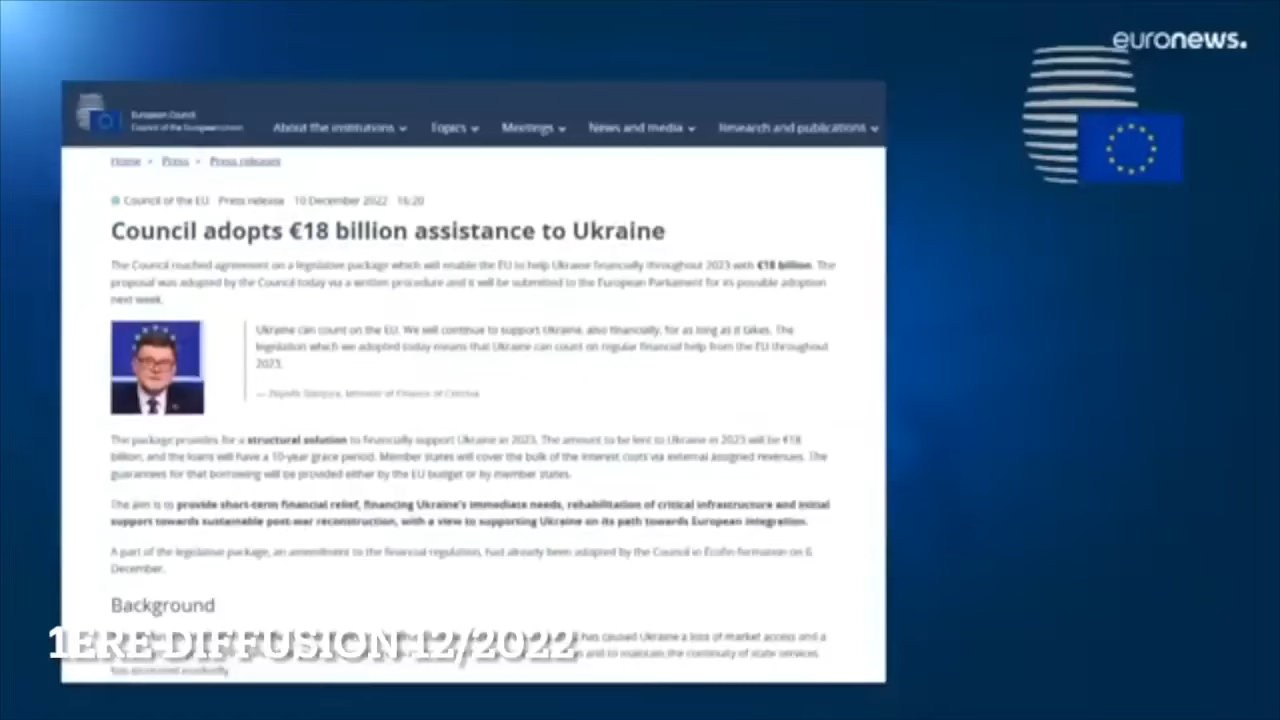 euronews.
European Council
Council of the European Union
About the institutions
Topics
Meetings
News and media
Research and publications
Home
Press
Press releases
Council of the EU Press release 10 December 2022 16:20
Council adopts €18 billion assistance to Ukraine
The Council reached agreement on a legislative package which will enable the EU to help Ukraine financially throughout 2023 with €18 billion. The
proposal was adopted by the Council today via a written procedure and it will be submitted to the European Parliament for its possible adoption
next week.
Ukraine can count on the EU. We will continue to support Ukraine, also financially, for as long as it takes. The
legislation which we adopted today means that Ukraine can count on regular financial help from the EU throughout
2023.
Minister of Finance of Czechia
The package provides for a structural solution to financially support Ukraine in 2023. The amount to be lent to Ukraine in 2023 will be €18
billion, and the loans will have a 10-year grace period. Member states will cover the bulk of the interest costs via external assigned revenues. The
guarantees for that borrowing will be provided either by the EU budget or by member states.
The aim is to provide short-term financial relief, financing Ukraine's immediate needs, rehabilitation of critical infrastructure and initial
support towards sustainable post-war reconstruction, with a view to supporting Ukraine on its path towards European integration.
A part of the legislative package, an amendment to the financial regulation, had already been adopted by the Council in Ecofin formation on 6
December.
Background
has caused Ukraine a loss of market access and a
1ERE DIFFUSION 12/2022
and to maintain the continuity of state services